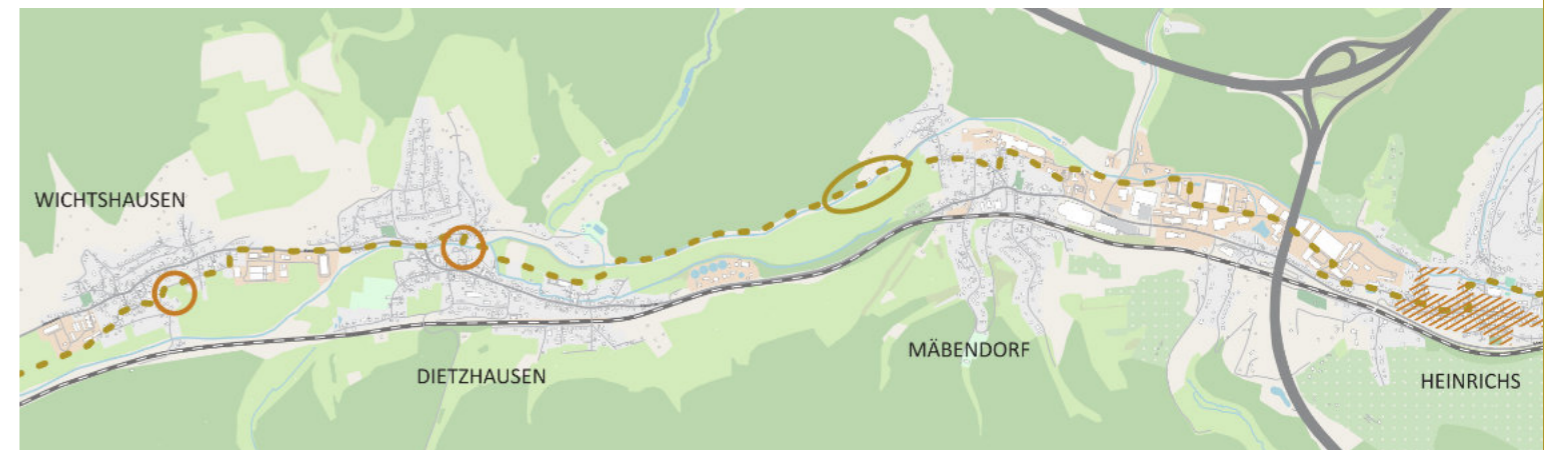 WICHTSHAUSEN
DIETZHAUSEN
MÄBENDORF
HEINRICHS